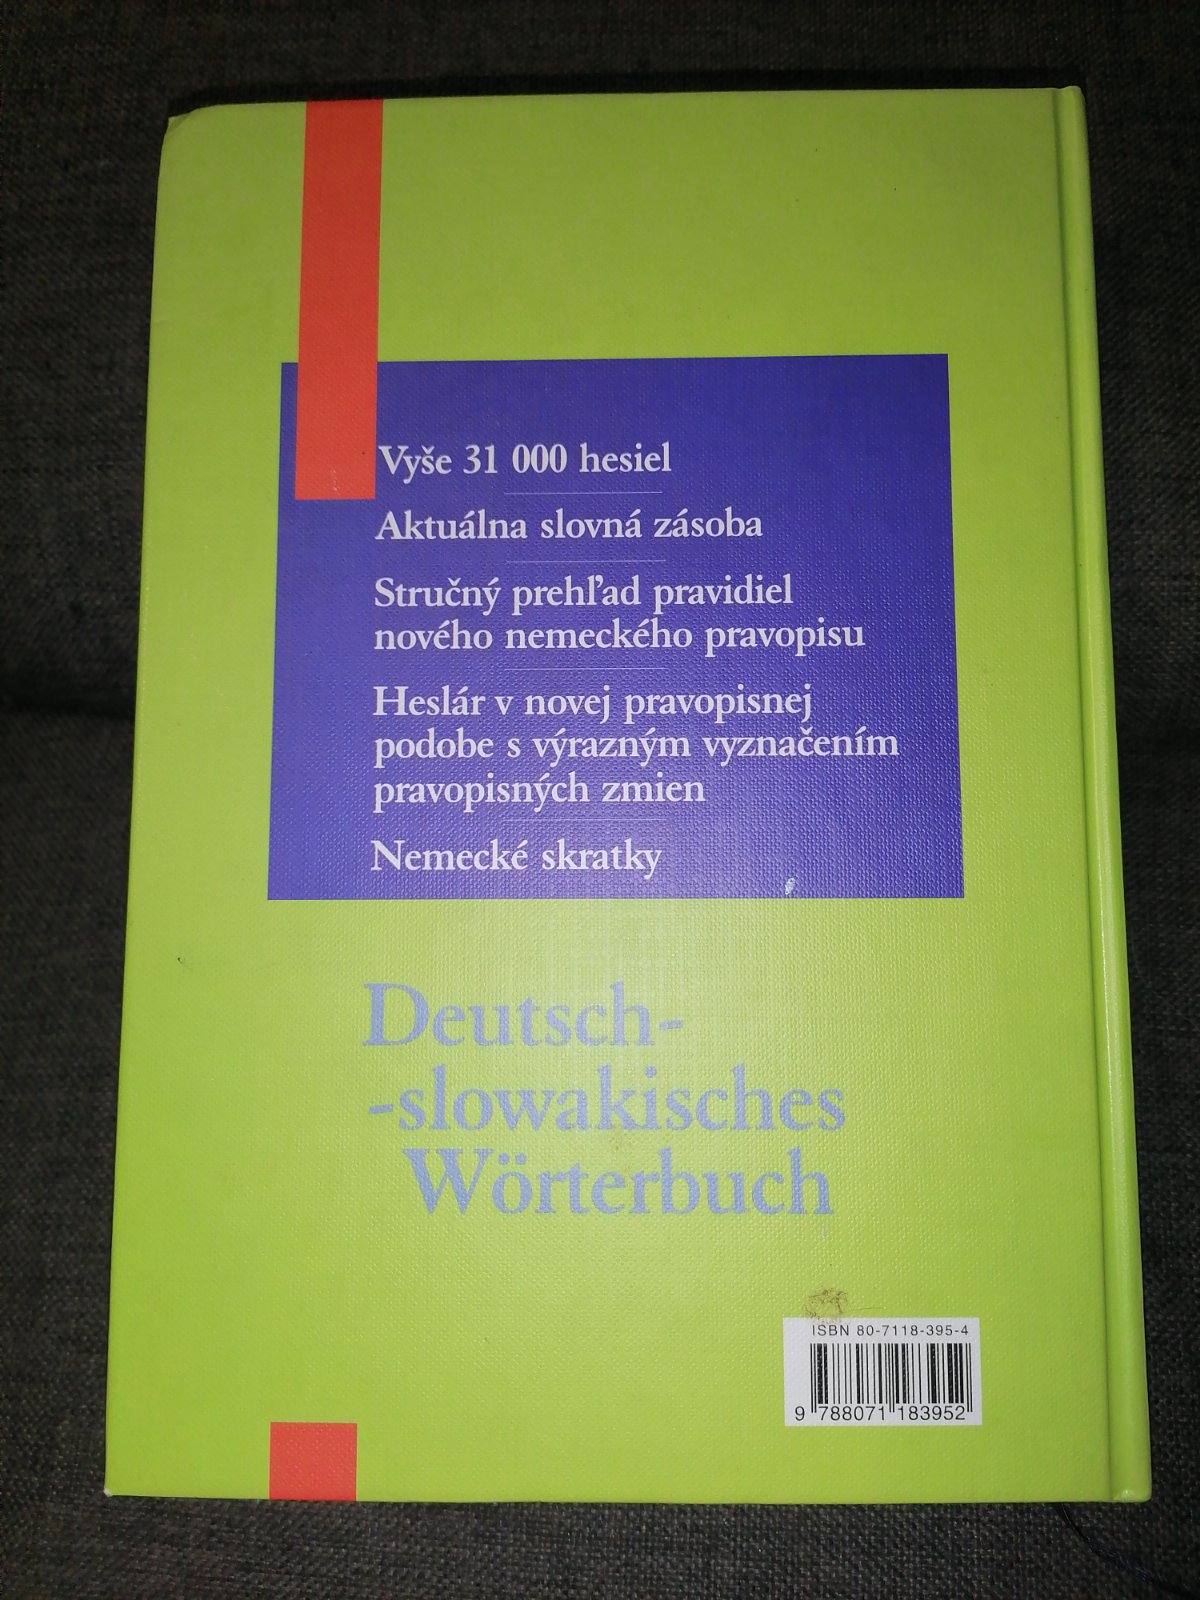 Vyše 31 000 hesiel
Aktuálna slovná zásoba
Stručný prehľad pravidiel
nového nemeckého pravopisu
Heslár v novej pravopisnej
podobe s výrazným vyznačením
pravopisných zmien
Nemecké skratky
Deutsch-
-slowakisches
Wörterbuch
ISBN 80-7118-395-4
9 788071 183952